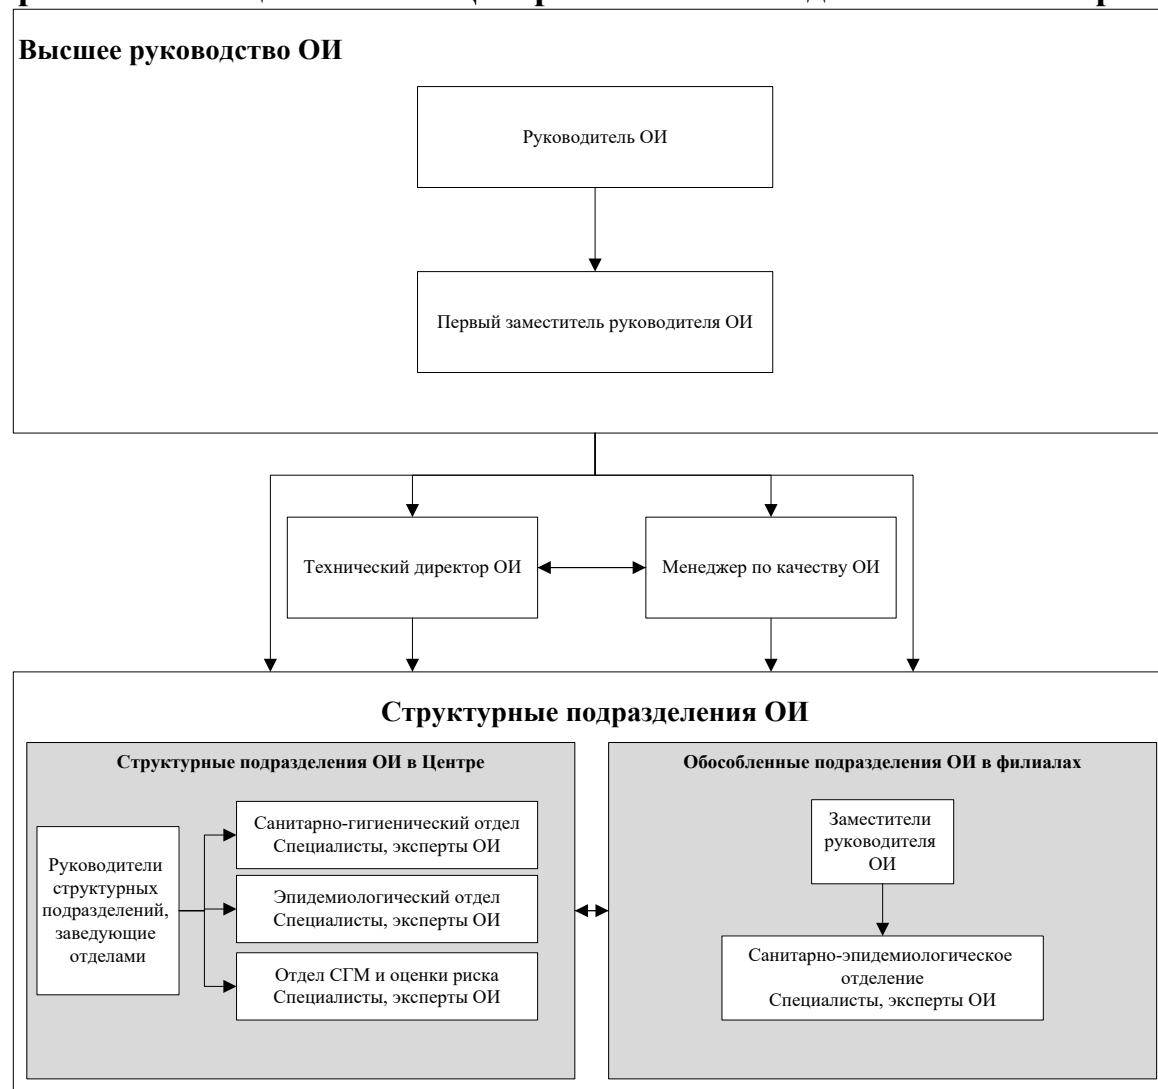 Высшее руководство ОИ
Руководитель ОИ
Первый заместитель руководителя ОИ
Технический директор ОИ
Менеджер по качеству ОИ
Структурные подразделения ОИ
Структурные подразделения ОИ в Центре
Руководители
структурных
подразделений,
заведующие
отделами
Санитарно-гигиенический отдел
Специалисты, эксперты ОИ
Эпидемиологический отдел
Специалисты, эксперты ОИ
Отдел СГМ и оценки риска
Специалисты, эксперты ОИ
Обособленные подразделения ОИ в филиалах
Заместители
руководителя
ОИ
Санитарно-эпидемиологическое
отделение
Специалисты, эксперты ОИ